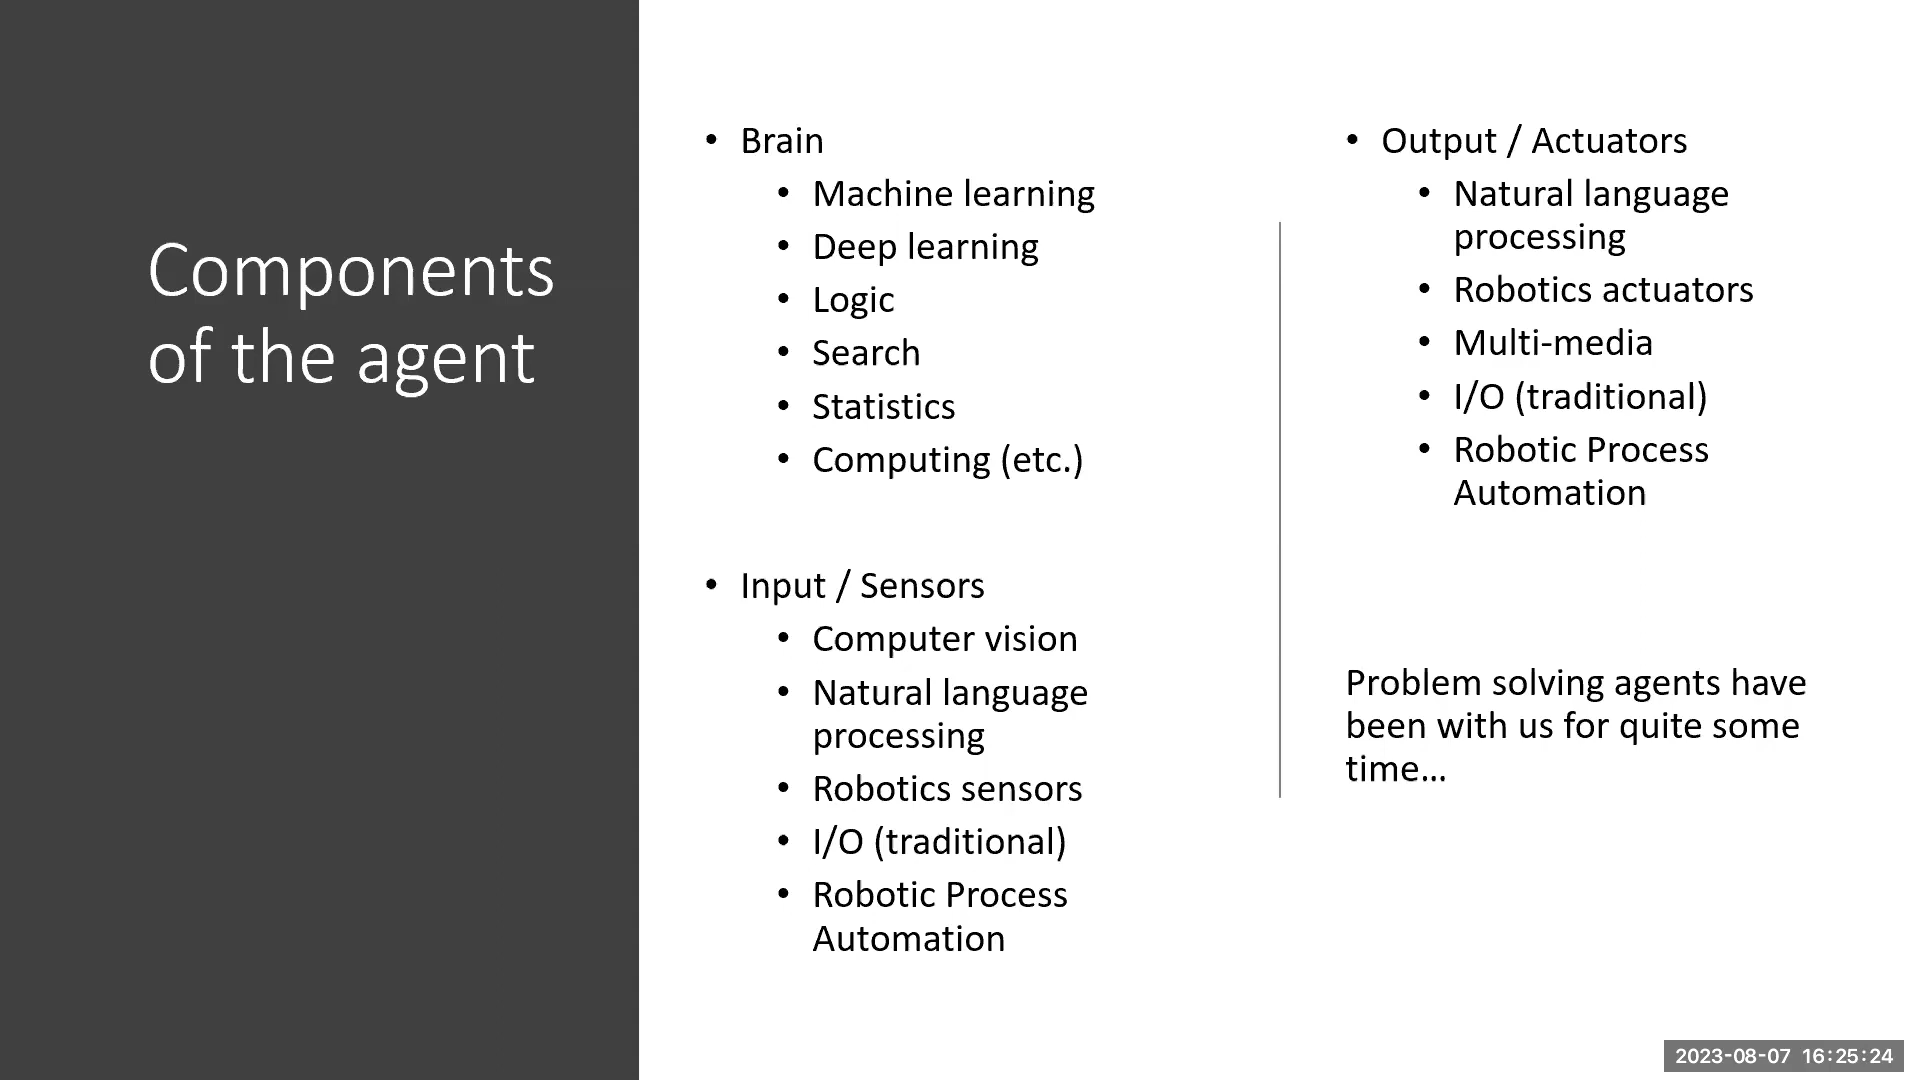 Components
of the agent
• Brain
• Machine learning
• Deep learning
• Logic
• Search
• Statistics
• Computing (etc.)
• Input / Sensors
• Computer vision
• Natural language
processing
• Robotics sensors
• I/O (traditional)
• Robotic Process
Automation
• Output / Actuators
• Natural language
processing
• Robotics actuators
• Multi-media
• I/O (traditional)
• Robotic Process
Automation
Problem solving agents have
been with us for quite some
time…
2023-08-07 16:25:24